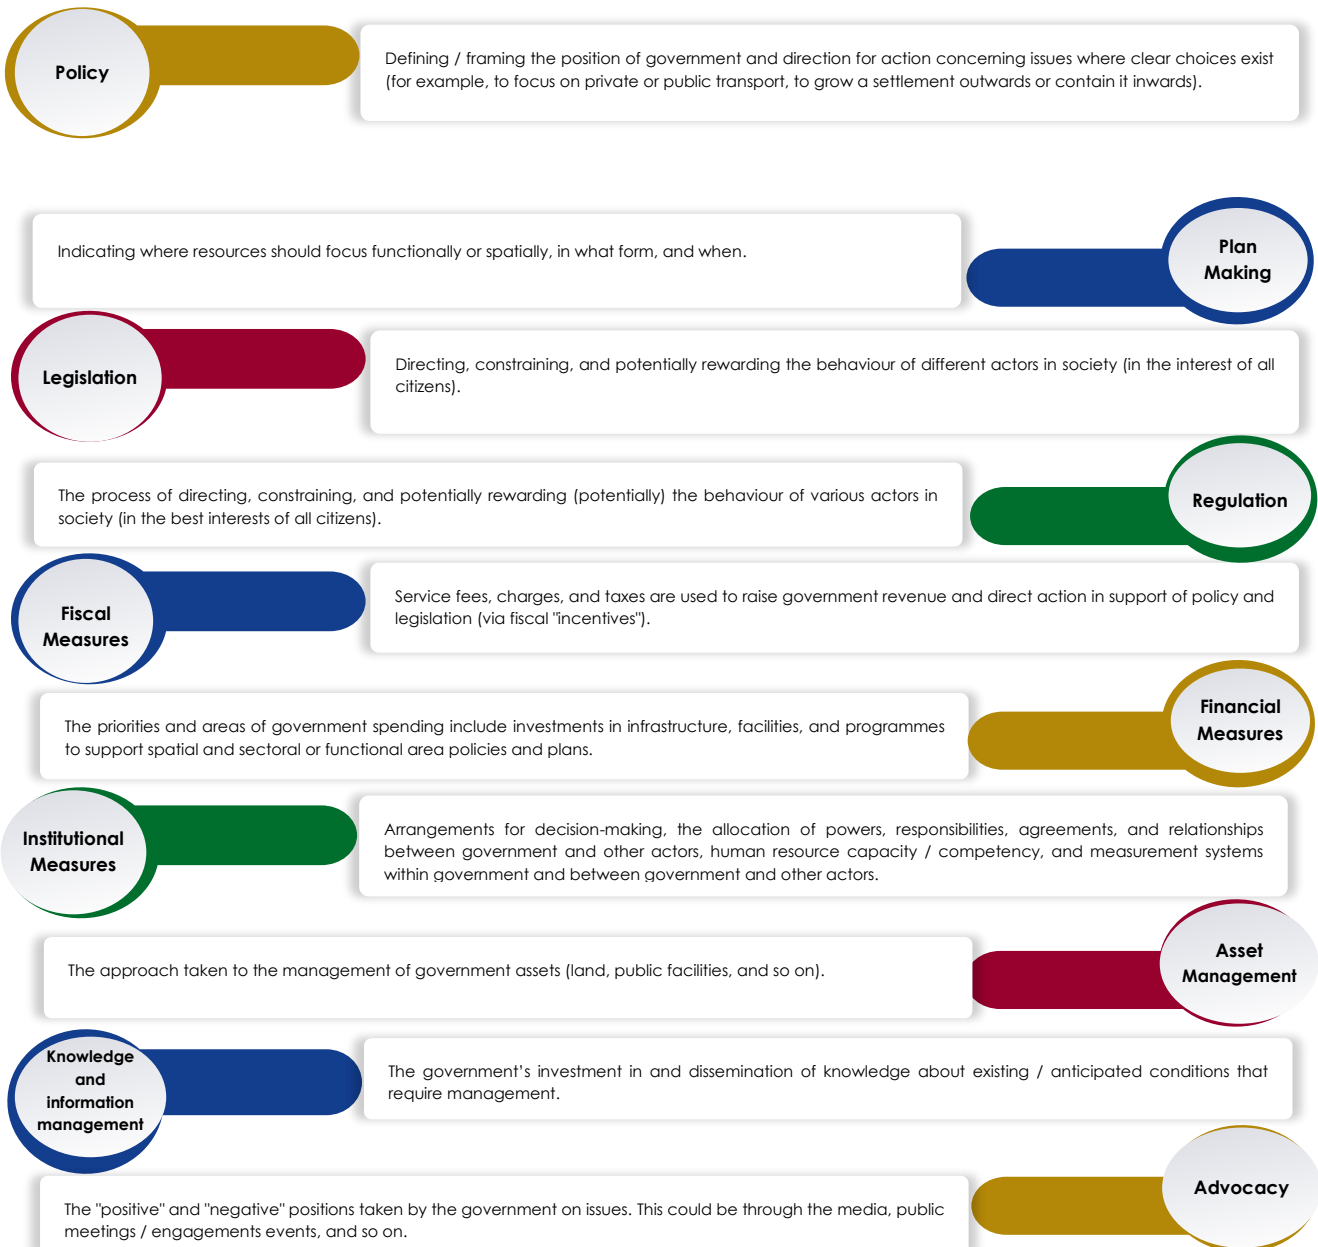 Policy
Defining / framing the position of government and direction for action concerning issues where clear choices exist
(for example, to focus on private or public transport, to grow a settlement outwards or contain it inwards).
Indicating where resources should focus functionally or spatially, in what form, and when.
Plan
Making
Legislation
Directing, constraining, and potentially rewarding the behaviour of different actors in society (in the interest of all
citizens).
The process of directing, constraining, and potentially rewarding (potentially) the behaviour of various actors in
society (in the best interests of all citizens).
Regulation
Fiscal
Measures
Service fees, charges, and taxes are used to raise government revenue and direct action in support of policy and
legislation (via fiscal "incentives").
The priorities and areas of government spending include investments in infrastructure, facilities, and programmes
to support spatial and sectoral or functional area policies and plans.
Financial
Measures
Institutional
Measures
Arrangements for decision-making, the allocation of powers, responsibilities, agreements, and relationships
between government and other actors, human resource capacity / competency, and measurement systems
within government and between government and other actors.
The approach taken to the management of government assets (land, public facilities, and so on).
Asset
Management
Knowledge
and
information
management
The government’s investment in and dissemination of knowledge about existing / anticipated conditions that
require management.
The "positive" and "negative" positions taken by the government on issues. This could be through the media, public
meetings / engagements events, and so on.
Advocacy